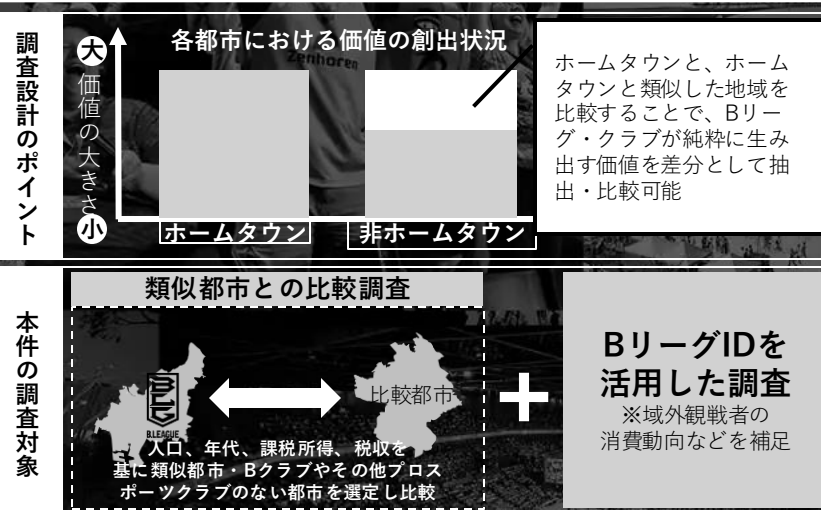 調査設計のポイント
各都市における価値の創出状況
大
価値の大きさ
小
Zenhoren
ホームタウン
非ホームタウン
ホームタウンと、ホーム
タウンと類似した地域を
比較することで、Bリー
グ・クラブが純粋に生み
出す価値を差分として抽
出・比較可能
本件の調査対象
類似都市との比較調査
B.LEAGUE
比較都市
人口、年代、課税所得、税収を
基に類似都市・Bクラブやその他プロス
ポーツクラブのない都市を選定し比較
BリーグIDを
活用した調査
※域外観戦者の
消費動向などを補足